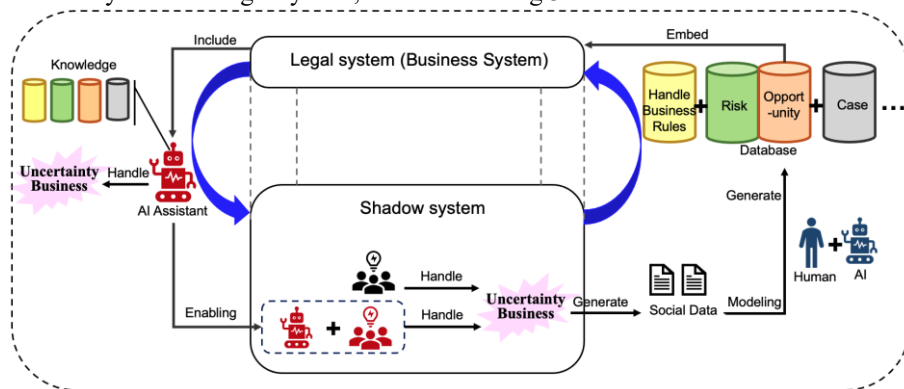 Include
Legal system (Business System)
Embed
Knowledge
Handle
Business
Rules
Risk
Opport
-unity
Case
...
Database
Uncertainty
Business
Handle
AI Assistant
Shadow system
Generate
Handle
Human
AI
Enabling
Handle
Uncertainty
Business
Generate
Social Data
Modeling